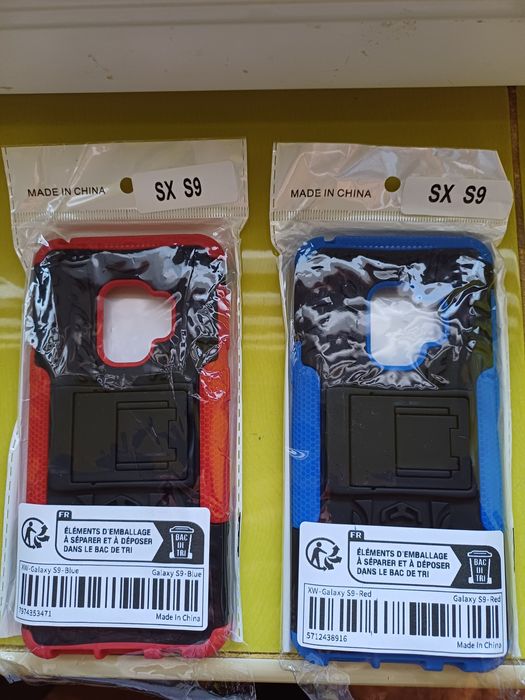 MADE IN CHINA
SX S9
FR
ÉLÉMENTS D'EMBALLAGE
À SÉPARER ET À DÉPOSER
DANS LE BAC DE TRI
BAC
DE
TRI
XW-Galaxy S9-Blue
Galaxy S9-Blue
7974353471
Made In China
MADE IN CHINA
SX S9
FR
ÉLÉMENTS D'EMBALLAGE
À SÉPARER ET À DÉPOSER
DANS LE BAC DE TRI
BAC
DE
TRI
XW-Galaxy S9-Red
Galaxy S9-Red
5712438916
Made In China